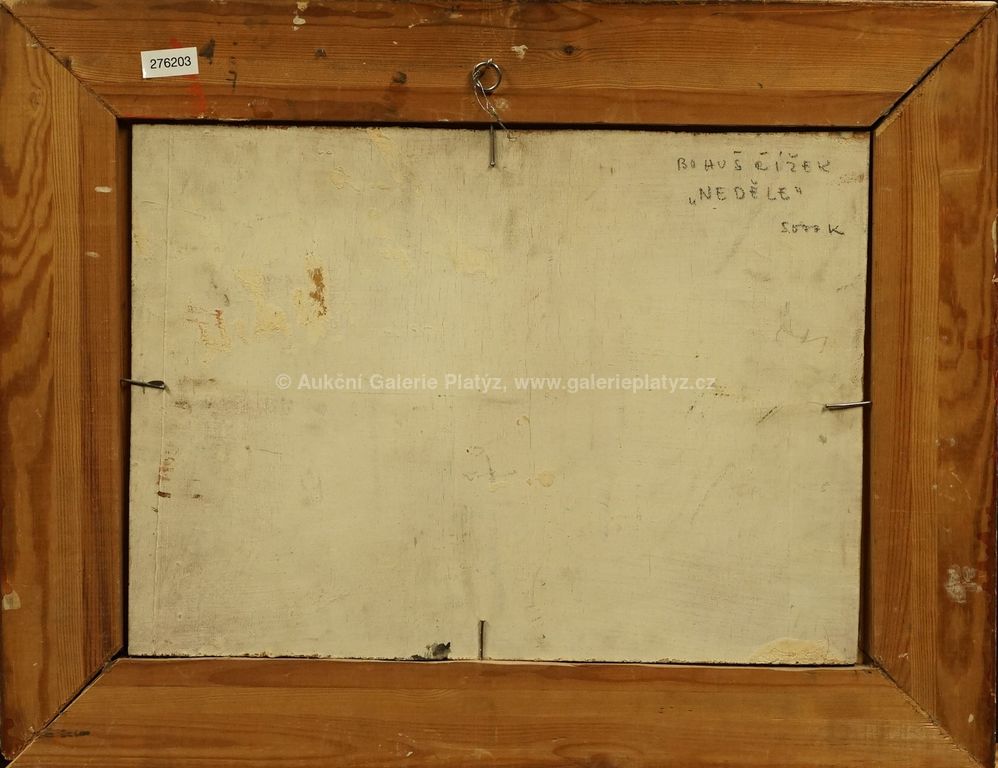 276203
BOHUŠ ČÍŽEK
„NEDĚLE"
© Aukční Galerie Platýz, www.galerieplatyz.cz